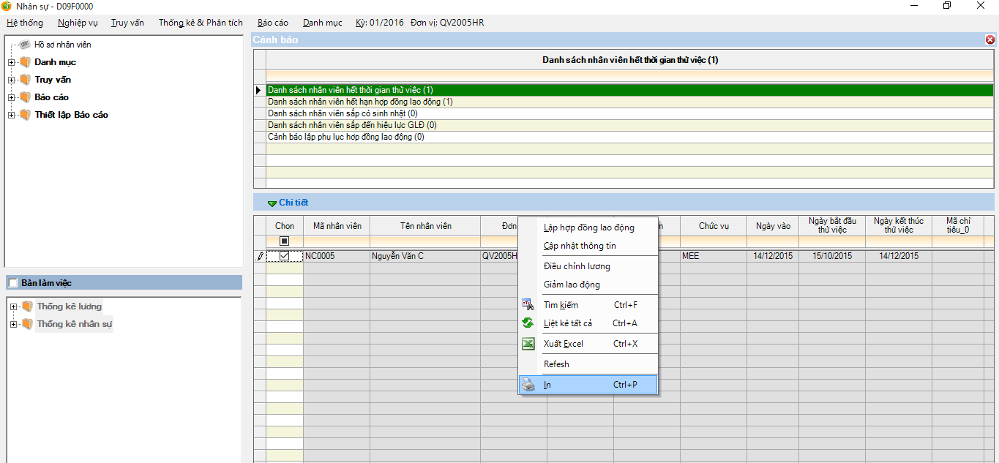 Nhân sự - D09F0000
Hệ thống Nghiệp vụ Truy vấn Thống kê & Phân tích Báo cáo Danh mục Kỳ: 01/2016 Đơn vị: QV2005HR
Hồ sơ nhân viên
Danh mục
Truy vấn
Báo cáo
Thiết lập Báo cáo
Bàn làm việc
Thống kê lương
Thống kê nhân sự
Cảnh báo
Danh sách nhân viên hết thời gian thử việc (1)
Danh sách nhân viên hết thời gian thử việc (1)
Danh sách nhân viên hết hạn hợp đồng lao động (1)
Danh sách nhân viên sắp có sinh nhật (0)
Danh sách nhân viên sắp đến hiệu lực GLĐ (0)
Cảnh báo lập phụ lục hợp đồng lao động (0)
Chi tiết
Chọn Mã nhân viên Tên nhân viên Đơn Chức vụ Ngày vào Ngày bắt đầu thử việc Ngày kết thúc thử việc Mã chỉ tiêu_0
NC0005 Nguyễn Văn C QV2005H MEE 14/12/2015 15/10/2015 14/12/2015
Lập hợp đồng lao động
Cập nhật thông tin
Điều chỉnh lương
Giảm lao động
Tìm kiếm Ctrl+F
Liệt kê tất cả Ctrl+A
Xuất Excel Ctrl+X
Refesh
In Ctrl+P